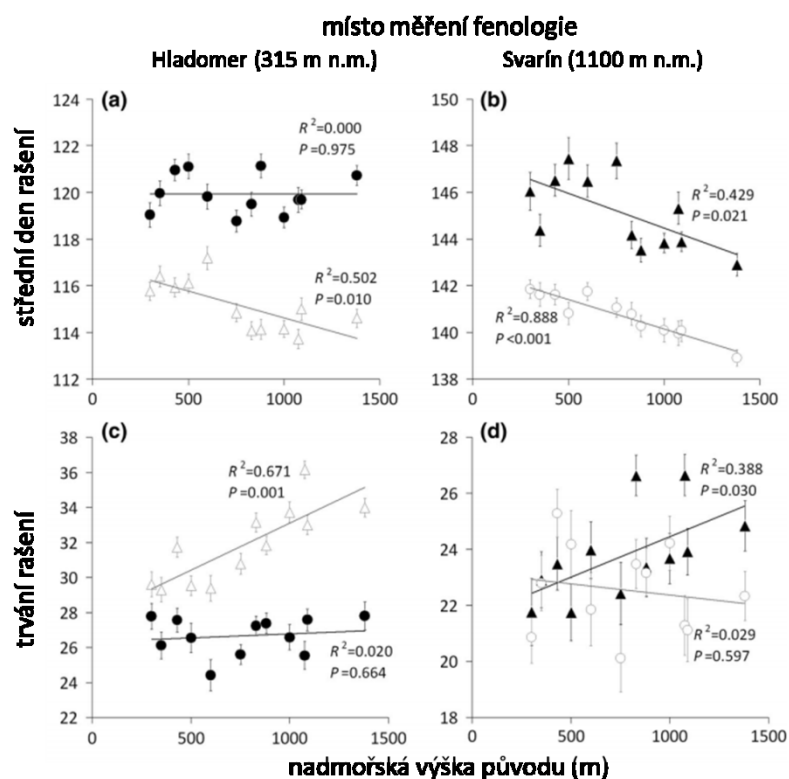 místo měření fenologie
Hladomer (315 m n.m.) Svarín (1100 m n.m.)
(a)
124
122
120
118
116
114
112
0 500 1000 1500
R²=0.000
P=0.975
R²=0.502
P=0.010
střední den rašení
(b)
150
148
146
144
142
140
138
0 500 1000 1500
R²=0.429
P=0.021
R²=0.888
P<0.001
(c)
38
36
34
32
30
28
26
24
22
0 500 1000 1500
R²=0.671
P=0.001
R²=0.020
P=0.664
trvání rašení
(d)
28
26
24
22
20
18
0 500 1000 1500
R²=0.388
P=0.030
R²=0.029
P=0.597
nadmořská výška původu (m)